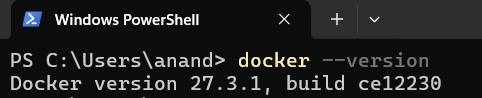 Windows PowerShell
PS C:\Users\anand> docker --version
Docker version 27.3.1, build ce12230